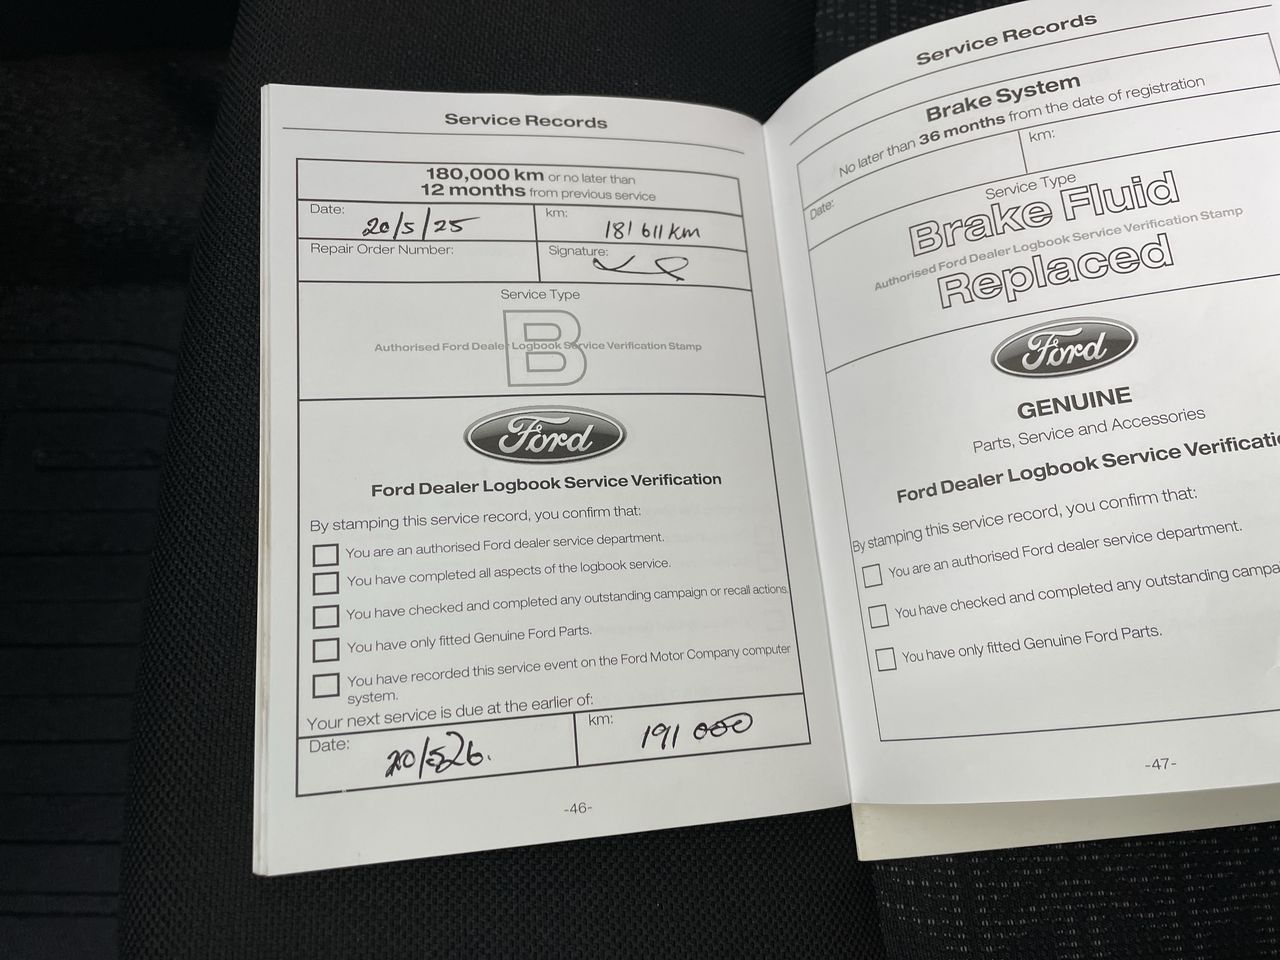 Service Records
180,000 km or no later than
12 months from previous service
Date: 20/5/25 km: 181 611 km
Repair Order Number: Signature:
Service Type
B
Authorised Ford Dealer Logbook Service Verification Stamp
Ford
Ford Dealer Logbook Service Verification
By stamping this service record, you confirm that:
You are an authorised Ford dealer service department.
You have completed all aspects of the logbook service.
You have checked and completed any outstanding campaign or recall actions.
You have only fitted Genuine Ford Parts.
You have recorded this service event on the Ford Motor Company computer
system.
Your next service is due at the earlier of:
Date: 20/5/26. km: 191 000
-46-
Service Records
Brake System
No later than 36 months from the date of registration
Date: km:
Service Type
Brake Fluid
Authorised Ford Dealer Logbook Service Verification Stamp
Replaced
Ford
GENUINE
Parts, Service and Accessories
Ford Dealer Logbook Service Verificatio
By stamping this service record, you confirm that:
You are an authorised Ford dealer service department.
You have checked and completed any outstanding campa
You have only fitted Genuine Ford Parts.
-47-